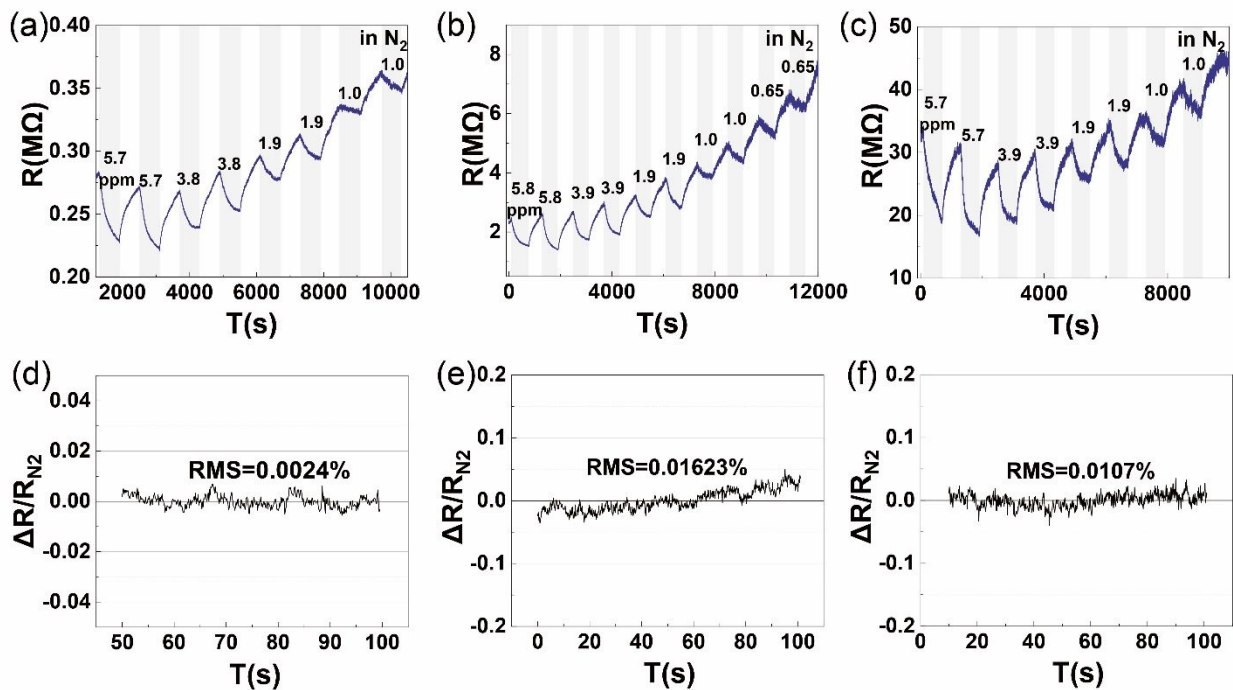 (a)
0.40
0.35
0.30
0.25
0.20
R(MΩ)
in N2
5.7
ppm
5.7
3.8
3.8
1.9
1.9
1.0
1.0
2000 4000 6000 8000 10000
T(s)
(b)
8
6
4
2
R(MΩ)
in N2
5.8
ppm
5.8
3.9
3.9
1.9
1.9
1.0
1.0
0.65
0.65
0 4000 8000 12000
T(s)
(c)
50
40
30
20
10
R(MΩ)
in N2
5.7
ppm
5.7
3.9
3.9
1.9
1.9
1.0
1.0
0 4000 8000
T(s)
(d)
0.04
0.02
0.00
-0.02
-0.04
ΔR/RN2
RMS=0.0024%
50 60 70 80 90 100
T(s)
(e)
0.2
0.1
0.0
-0.1
-0.2
ΔR/RN2
RMS=0.01623%
0 20 40 60 80 100
T(s)
(f)
0.2
0.1
0.0
-0.1
-0.2
ΔR/RN2
RMS=0.0107%
0 20 40 60 80 100
T(s)